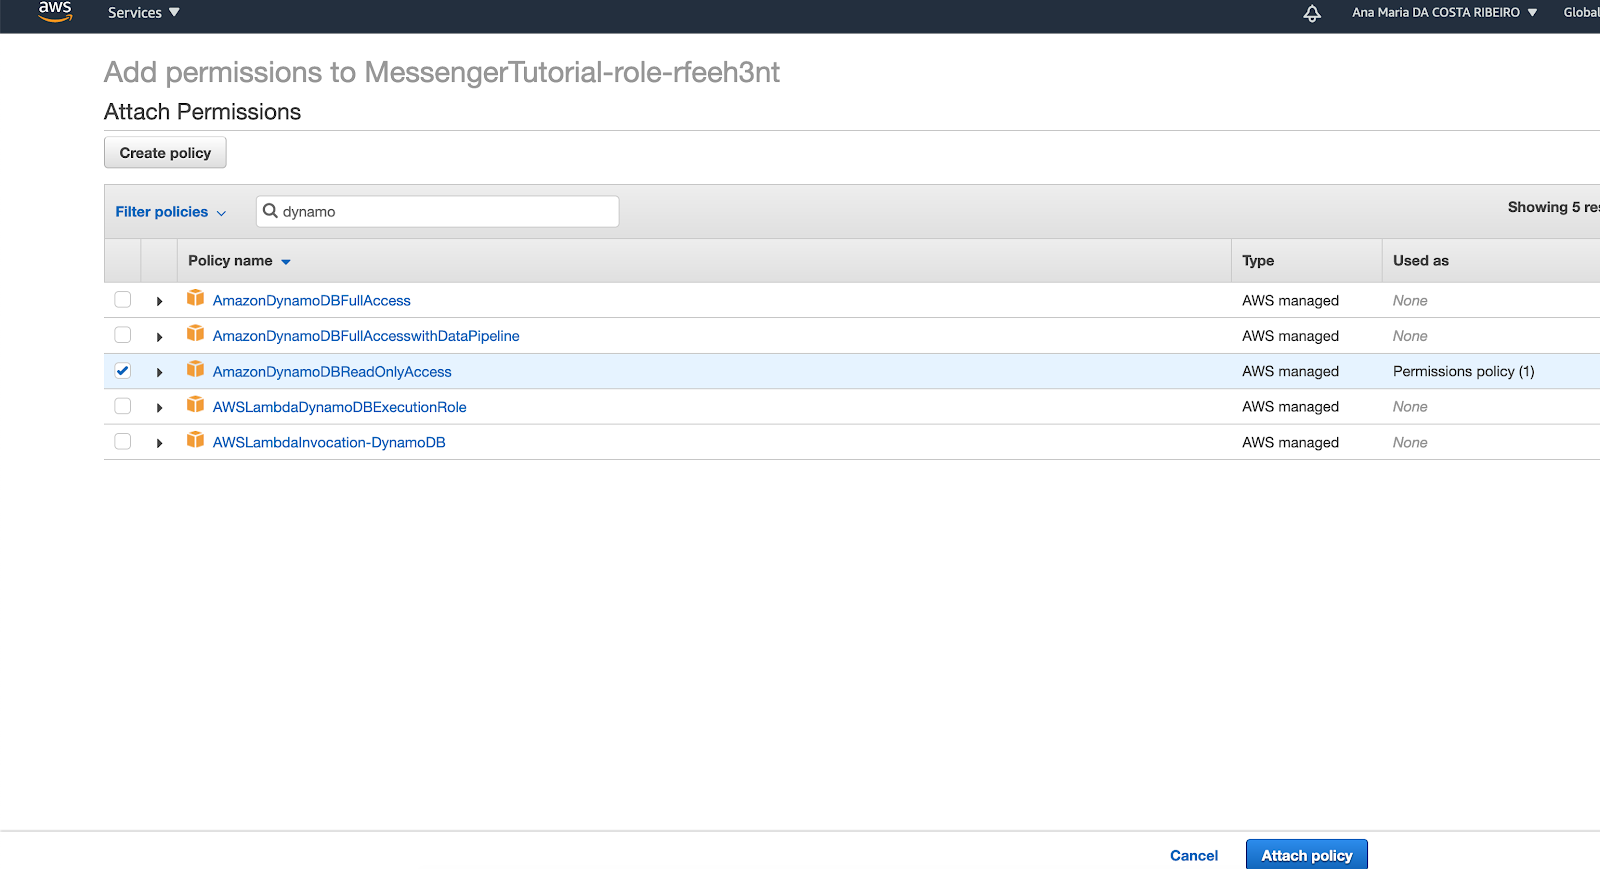 aws Services Ana Maria DA COSTA RIBEIRO Global
Add permissions to MessengerTutorial-role-rfeeh3nt
Attach Permissions
Create policy
Filter policies dynamo Showing 5 res
Policy name Type Used as
AmazonDynamoDBFullAccess AWS managed None
AmazonDynamoDBFullAccesswithDataPipeline AWS managed None
AmazonDynamoDBReadOnlyAccess AWS managed Permissions policy (1)
AWSLambdaDynamoDBExecutionRole AWS managed None
AWSLambdaInvocation-DynamoDB AWS managed None
Cancel Attach policy